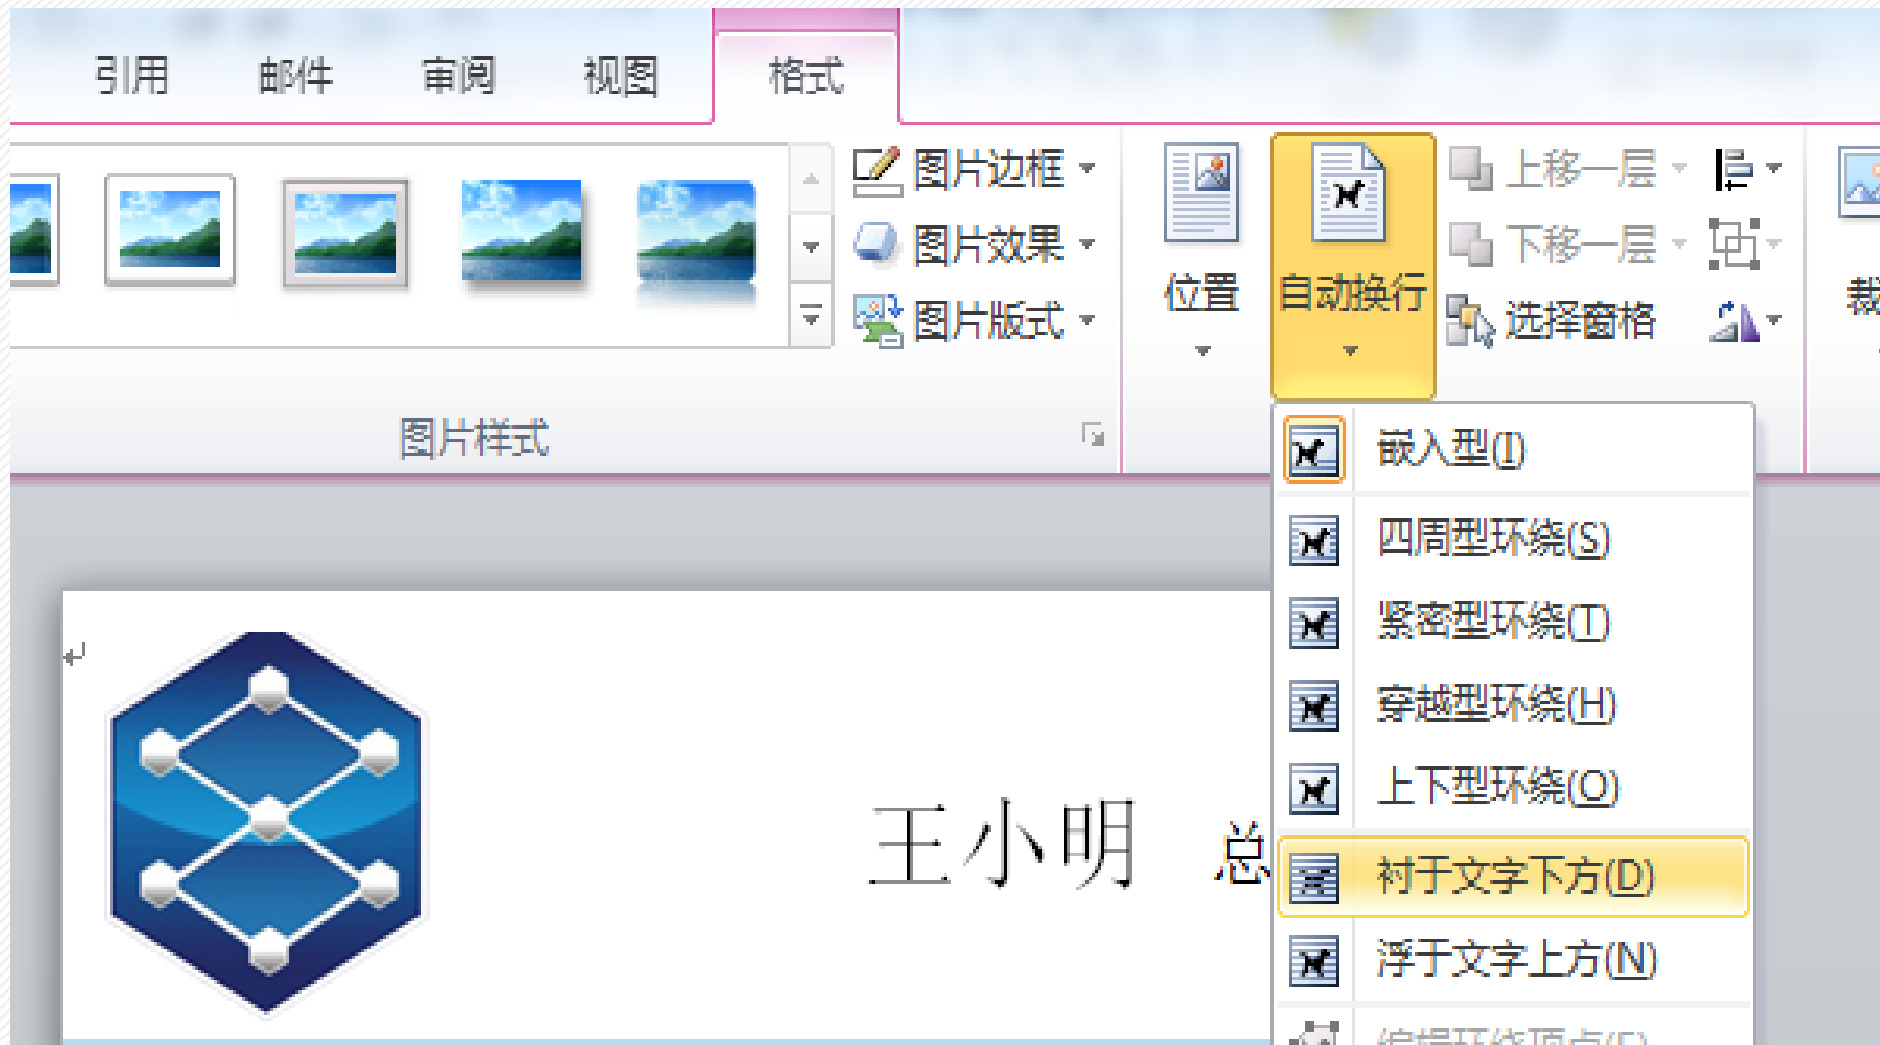 引用 邮件 审阅 视图 格式
图片边框
图片效果
图片版式
图片样式
位置
自动换行
上移一层
下移一层
选择窗格
裁
嵌入型(I)
四周型环绕(S)
紧密型环绕(T)
穿越型环绕(H)
上下型环绕(O)
衬于文字下方(D)
浮于文字上方(N)
王小明 总